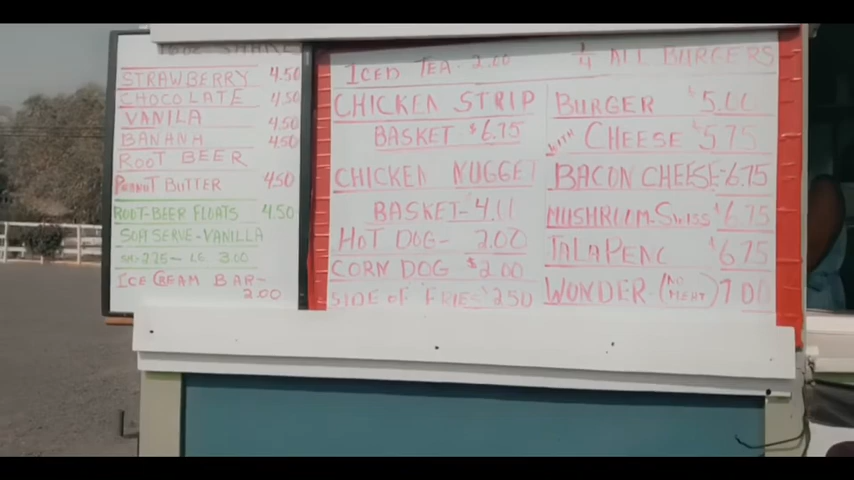 16oz SHAKE
STRAWBERRY 4.50
CHOCOLATE 4.50
VANILLA 4.50
BANANA 4.50
ROOT BEER
PEANUT BUTTER 4.50
ROOT-BEER FLOATS 4.50
SOFT SERVE-VANILLA
SM-2.25- LG 3.00
ICE CREAM BAR-
2.00
ICED TEA- 2.00
CHICKEN STRIP
BASKET $6.75
CHICKEN NUGGET
BASKET-
HOT DOG- 2.00
CORN DOG $2.00
SIDE OF FRIES $2.50
1/4 ALL BURGERS
BURGER $5.00
WITH CHEESE $5.75
BACON CHEESE-6.75
MUSHROOM-SWISS $6.75
JALAPENO $6.75
WONDER-(NO MEAT) 7.00